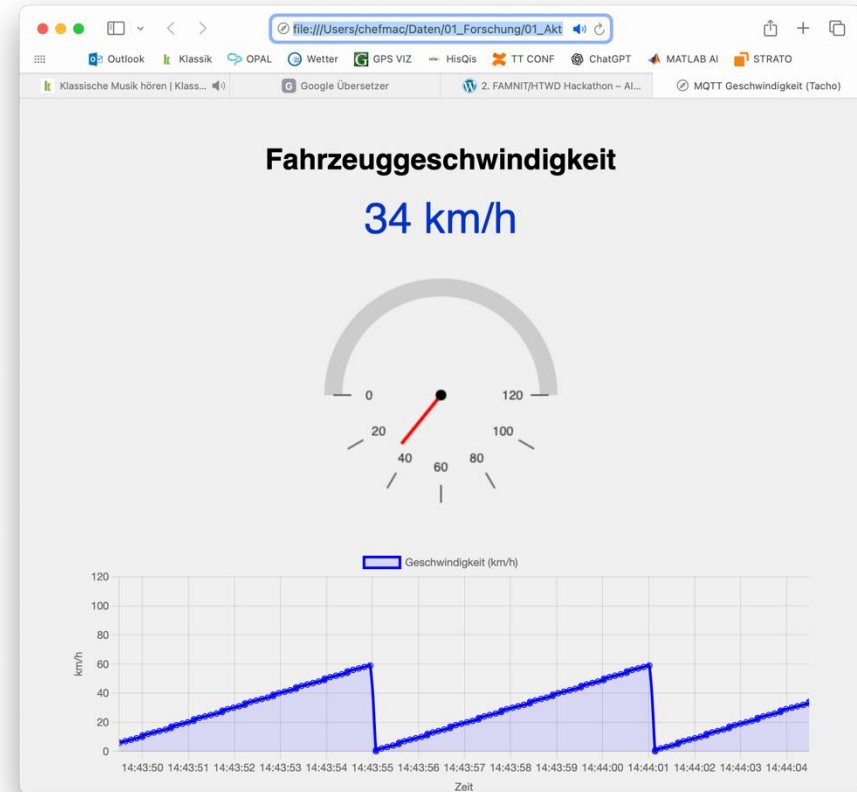 file:///Users/chefmac/Daten/01_Forschung/01_Akt
Outlook Klassik OPAL Wetter GPS VIZ HisQis TT CONF ChatGPT MATLAB AI STRATO
Klassische Musik hören | Klass... Google Übersetzer 2. FAMNIT/HTWD Hackathon – AI... MQTT Geschwindigkeit (Tacho)
Fahrzeuggeschwindigkeit
34 km/h
0 120
20 100
40 80
60
Geschwindigkeit (km/h)
120
100
80
60
40
20
0
km/h
14:43:50 14:43:51 14:43:52 14:43:53 14:43:54 14:43:55 14:43:56 14:43:57 14:43:58 14:43:59 14:44:00 14:44:01 14:44:02 14:44:03 14:44:04
Zeit